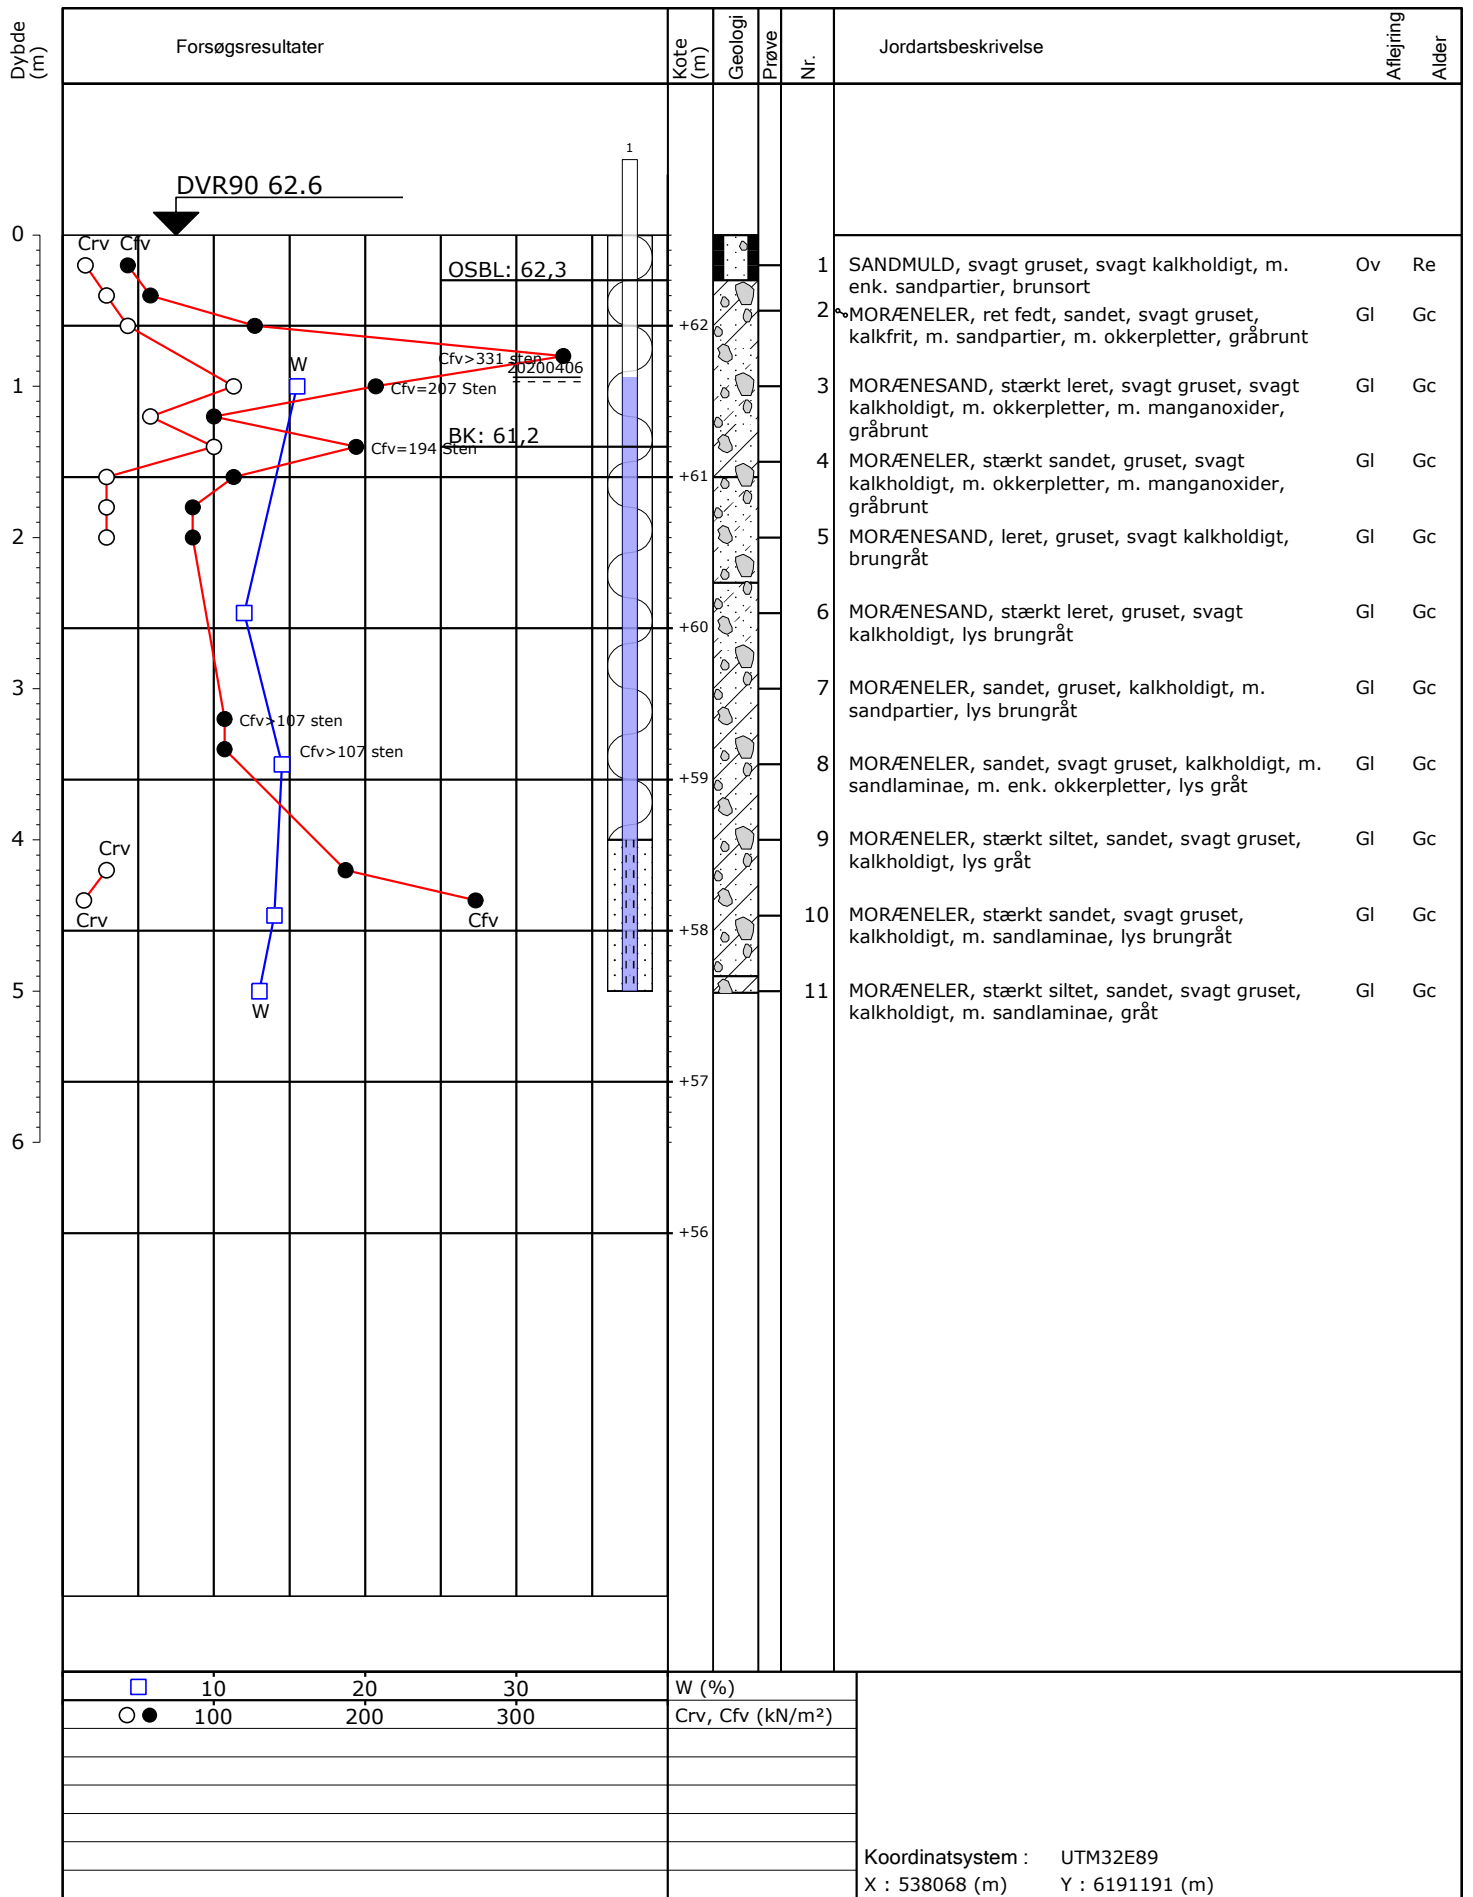 Dybde (m)
Forsøgsresultater
Kote (m)
Geologi
Prøve
Nr.
Jordartsbeskrivelse
Aflejring
Alder
1
DVR90 62.6
0
Crv
Cfv
OSBL: 62,3
1 SANDMULD, svagt gruset, svagt kalkholdigt, m. Ov Re
enk. sandpartier, brunsort
+62
2 MORÆNELER, ret fedt, sandet, svagt gruset, Gl Gc
kalkfrit, m. sandpartier, m. okkerpletter, gråbrunt
Cfv>331 sten
W
20200406
1
Cfv=207 Sten
3 MORÆNESAND, stærkt leret, svagt gruset, svagt Gl Gc
kalkholdigt, m. okkerpletter, m. manganoxider,
gråbrunt
BK: 61,2
Cfv=194 Sten
+61
4 MORÆNELER, stærkt sandet, gruset, svagt Gl Gc
kalkholdigt, m. okkerpletter, m. manganoxider,
gråbrunt
2
5 MORÆNESAND, leret, gruset, svagt kalkholdigt, Gl Gc
brungråt
+60
6 MORÆNESAND, stærkt leret, gruset, svagt Gl Gc
kalkholdigt, lys brungråt
3
7 MORÆNELER, sandet, gruset, kalkholdigt, m. Gl Gc
sandpartier, lys brungråt
Cfv>107 sten
Cfv>107 sten
+59
8 MORÆNELER, sandet, svagt gruset, kalkholdigt, m. Gl Gc
sandlaminae, m. enk. okkerpletter, lys gråt
4
Crv
9 MORÆNELER, stærkt siltet, sandet, svagt gruset, Gl Gc
kalkholdigt, lys gråt
Crv
Cfv
+58
10 MORÆNELER, stærkt sandet, svagt gruset, Gl Gc
kalkholdigt, m. sandlaminae, lys brungråt
5
W
11 MORÆNELER, stærkt siltet, sandet, svagt gruset, Gl Gc
kalkholdigt, m. sandlaminae, gråt
+57
6
+56
10 20 30 W (%)
100 200 300 Crv, Cfv (kN/m²)
Koordinatsystem : UTM32E89
X : 538068 (m) Y : 6191191 (m)